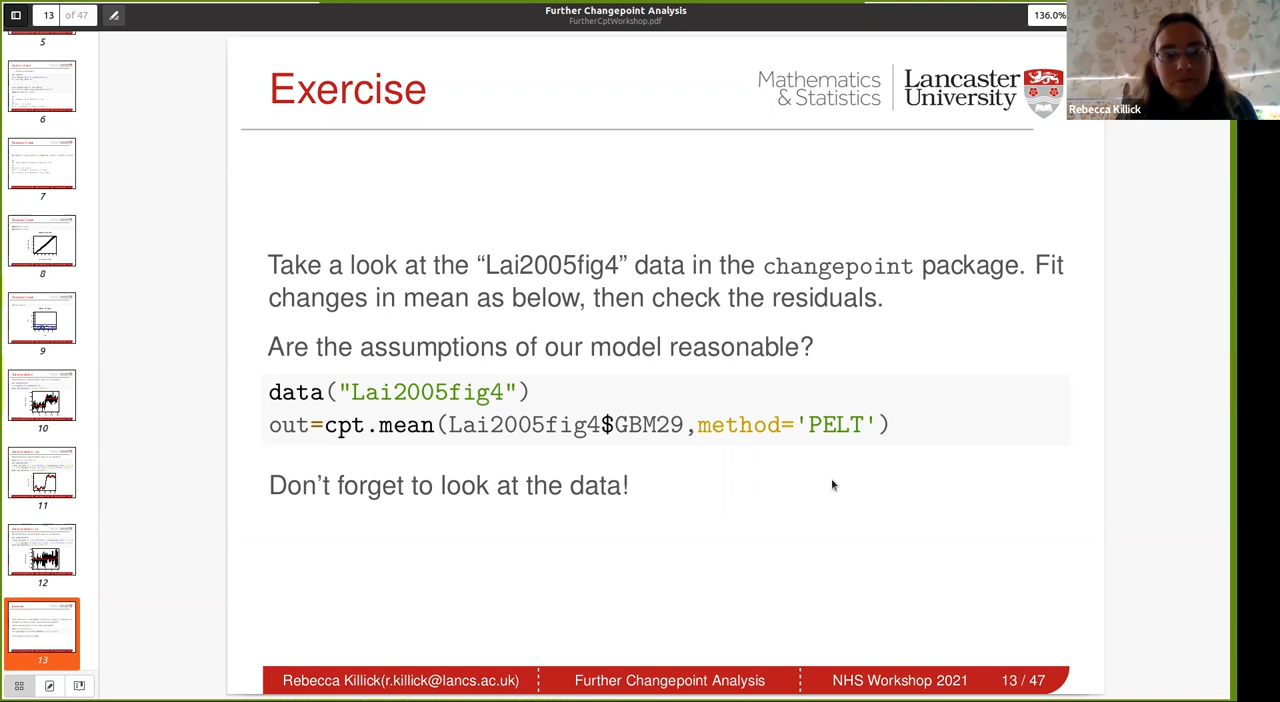 13 of 47
Further Changepoint Analysis
FurtherCptWorkshop.pdf
136.0%
5
6
7
8
9
10
11
12
13
Exercise
Mathematics
& Statistics
Lancaster
University
Rebecca Killick
Take a look at the “Lai2005fig4” data in the changepoint package. Fit
changes in mean as below, then check the residuals.
Are the assumptions of our model reasonable?
data("Lai2005fig4")
out=cpt.mean(Lai2005fig4$GBM29,method='PELT')
Don’t forget to look at the data!
Rebecca Killick(r.killick@lancs.ac.uk) Further Changepoint Analysis NHS Workshop 2021 13 / 47